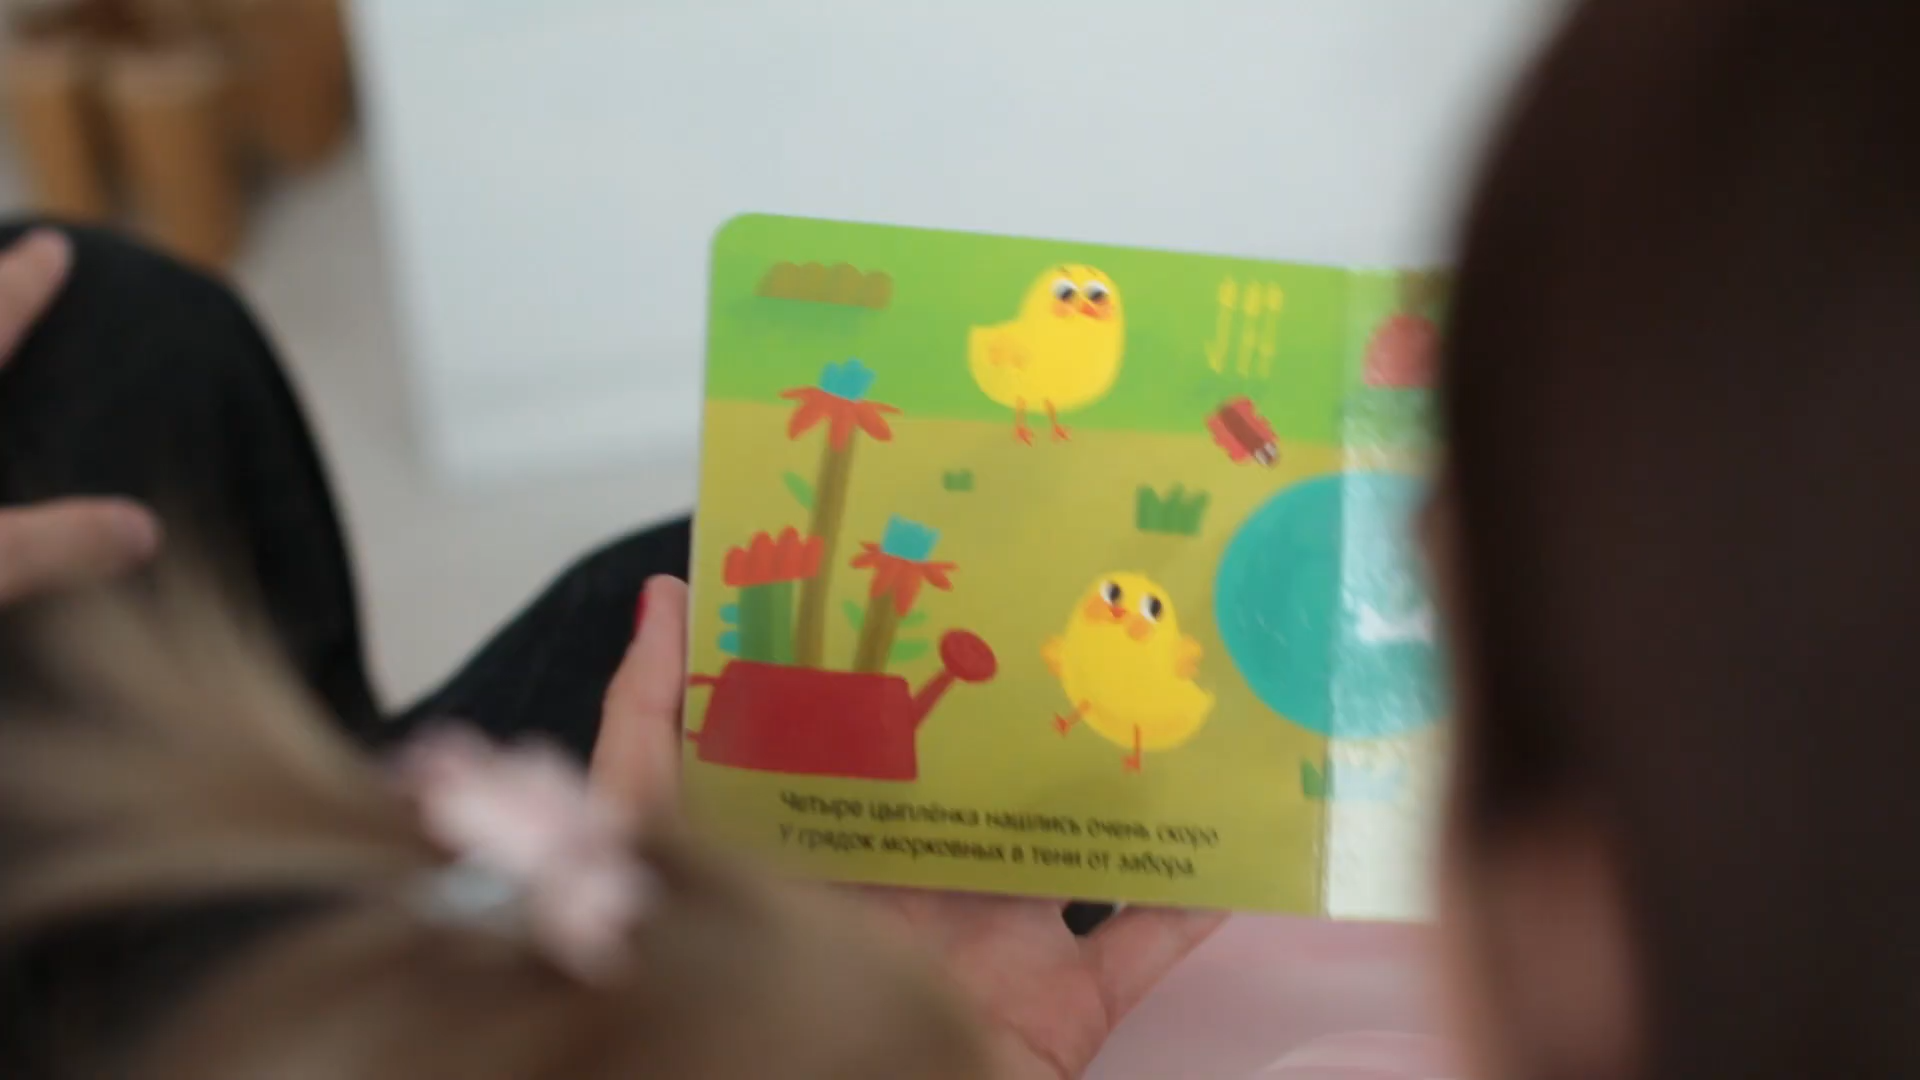 Четыре цыплёнка нашлись очень скоро
У грядок морковных в тени от забора.